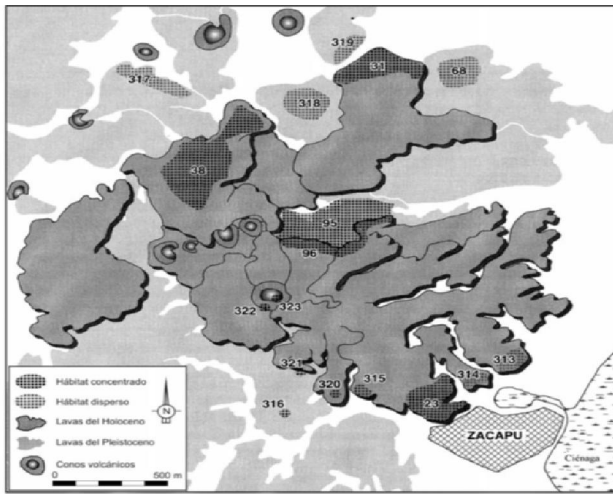 319
31
68
317
318
38
95
96
322
323
313
321
314
320
315
316
23
ZACAPU
Ciénaga
Hábitat concentrado
Hábitat disperso
Lavas del Holoceno
Lavas del Pleistoceno
Conos volcánicos
N
0
500 m